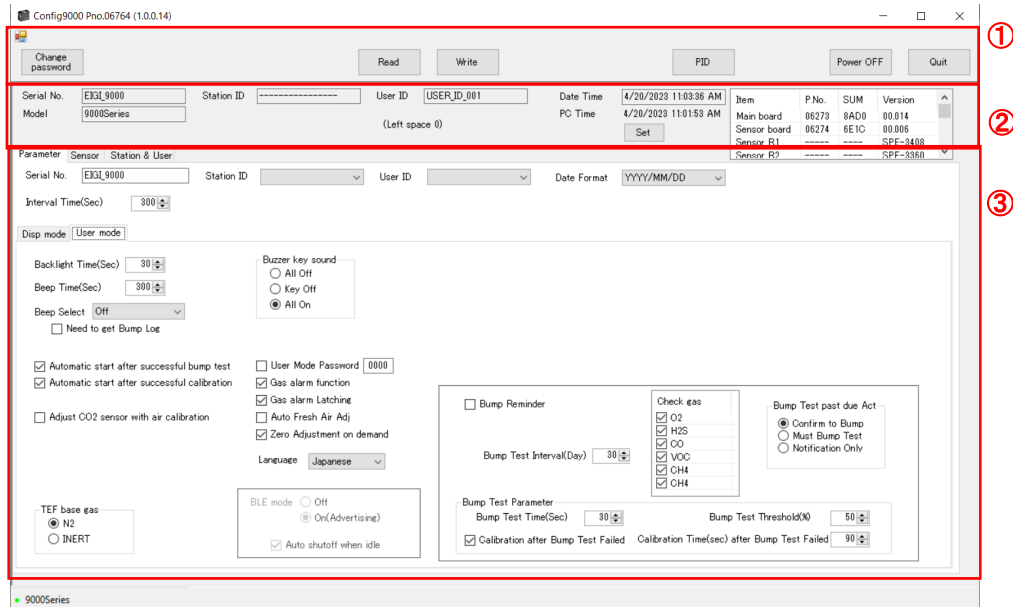 Config9000 Pno.06764 (1.0.0.14)
①
Change password
Read
Write
PID
Power OFF
Quit
②
Serial No. EIGI_9000 Station ID ---------------- User ID USER_ID_001 Date Time 4/20/2023 11:03:36 AM
Model 9000Series (Left space 0) PC Time 4/20/2023 11:01:53 AM
Set
Item P.No. SUM Version
Main board 06273 8AD0 00.014
Sensor board 06274 6E1C 00.006
Sensor R1 ----- ---- SPE-3408
Sensor R2 ----- ---- SPE-3360
③
Parameter Sensor Station & User
Serial No. EIGI_9000 Station ID User ID Date Format YYYY/MM/DD
Interval Time(Sec) 300
Disp mode User mode
Backlight Time(Sec) 30
Beep Time(Sec) 300
Beep Select Off
Need to get Bump Log
Buzzer key sound
All Off
Key Off
All On
Automatic start after successful bump test
Automatic start after successful calibration
Adjust CO2 sensor with air calibration
User Mode Password 0000
Gas alarm function
Gas alarm Latching
Auto Fresh Air Adj
Zero Adjustment on demand
Language Japanese
TEF base gas
N2
INERT
BLE mode Off
On(Advertising)
Auto shutoff when idle
Bump Reminder
Bump Test Interval(Day) 30
Check gas
O2
H2S
CO
VOC
CH4
CH4
Bump Test past due Act
Confirm to Bump
Must Bump Test
Notification Only
Bump Test Parameter
Bump Test Time(Sec) 30 Bump Test Threshold(%) 50
Calibration after Bump Test Failed Calibration Time(sec) after Bump Test Failed 90
9000Series